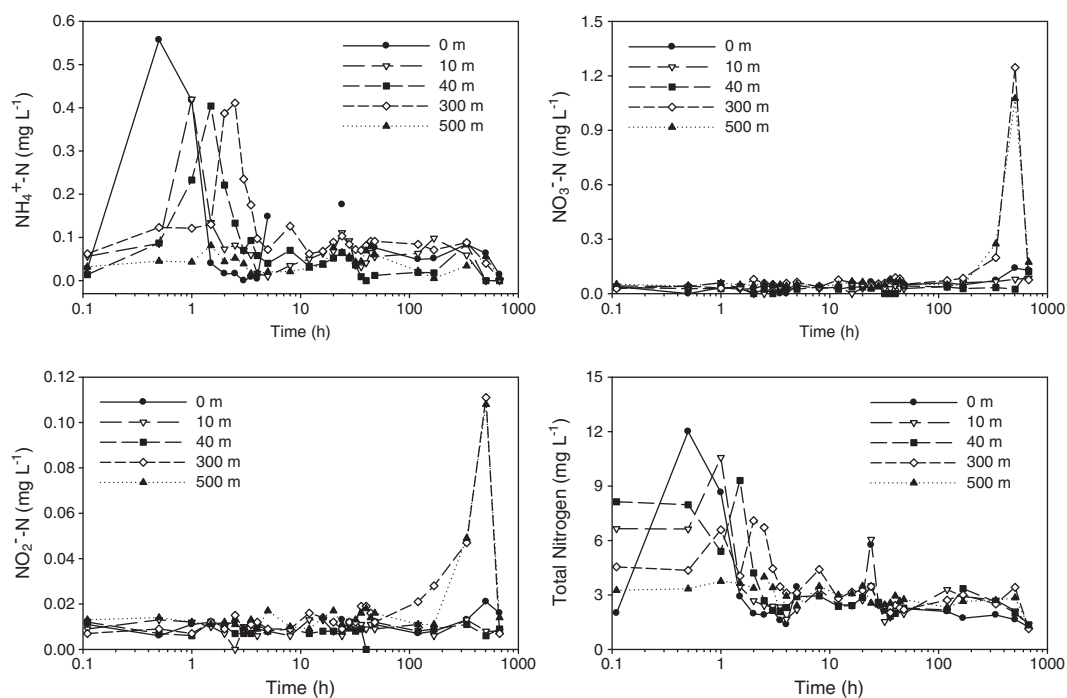 0.6
0.5
0.4
0.3
0.2
0.1
0.0
NH₄⁺-N (mg L⁻¹)
0 m
10 m
40 m
300 m
500 m
0.1 1 10 100 1000
Time (h)
1.5
1.2
0.9
0.6
0.3
0.0
NO₃⁻-N (mg L⁻¹)
0 m
10 m
40 m
300 m
500 m
0.1 1 10 100 1000
Time (h)
0.12
0.10
0.08
0.06
0.04
0.02
0.00
NO₂⁻-N (mg L⁻¹)
0 m
10 m
40 m
300 m
500 m
0.1 1 10 100 1000
Time (h)
15
12
9
6
3
0
Total Nitrogen (mg L⁻¹)
0 m
10 m
40 m
300 m
500 m
0.1 1 10 100 1000
Time (h)